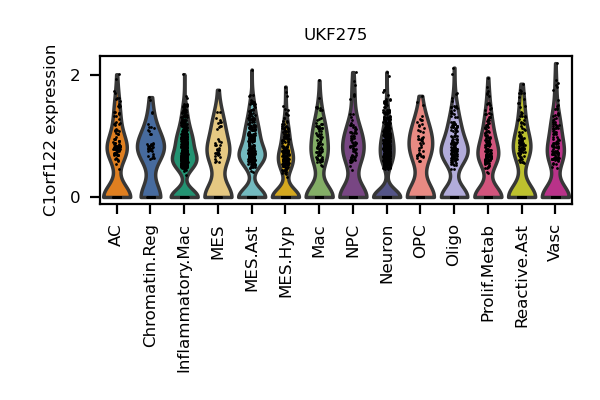 UKF275
C1orf122 expression
2
0
AC
Chromatin.Reg
Inflammatory.Mac
MES
MES.Ast
MES.Hyp
Mac
NPC
Neuron
OPC
Oligo
Prolif.Metab
Reactive.Ast
Vasc